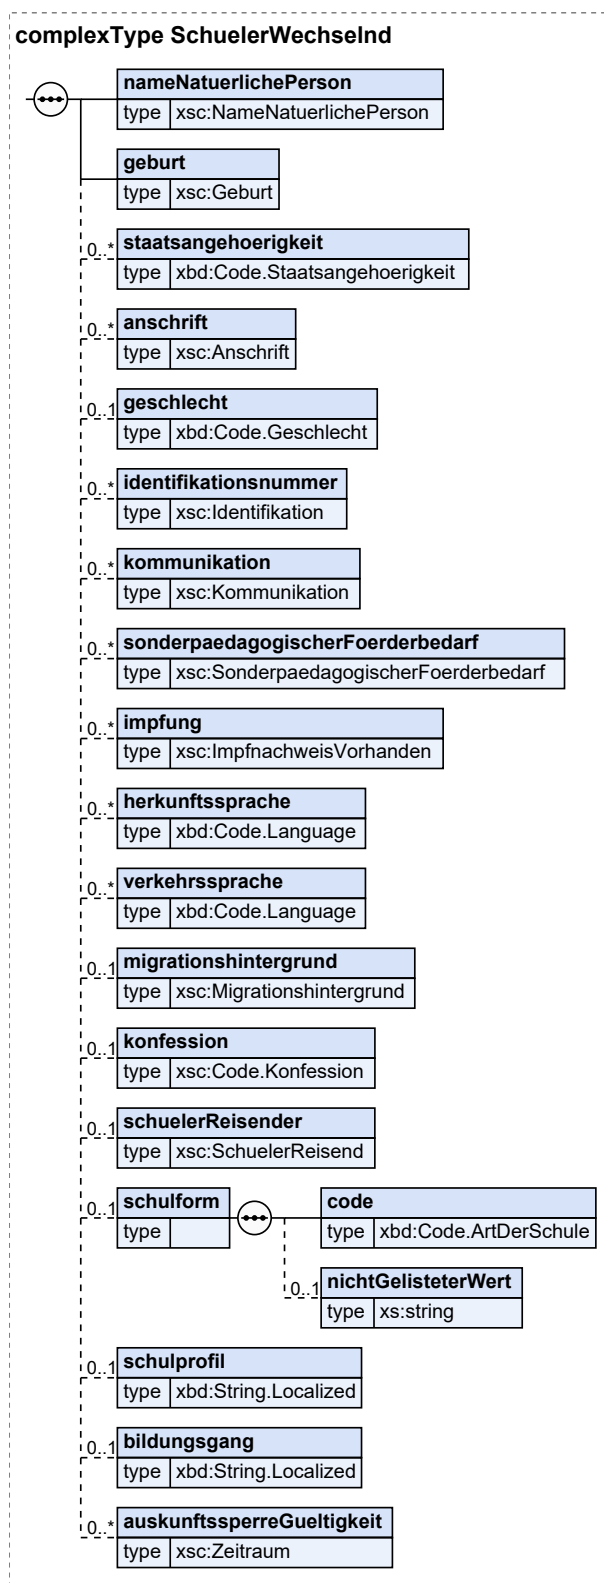 complexType SchuelerWechselnd
nameNatuerlichePerson
type xsc:NameNatuerlichePerson
geburt
type xsc:Geburt
0..* staatsangehoerigkeit
type xbd:Code.Staatsangehoerigkeit
0..* anschrift
type xsc:Anschrift
0..1 geschlecht
type xbd:Code.Geschlecht
0..* identifikationsnummer
type xsc:Identifikation
0..* kommunikation
type xsc:Kommunikation
0..* sonderpaedagogischerFoerderbedarf
type xsc:SonderpaedagogischerFoerderbedarf
0..* impfung
type xsc:ImpfnachweisVorhanden
0..* herkunftssprache
type xbd:Code.Language
0..* verkehrssprache
type xbd:Code.Language
0..1 migrationshintergrund
type xsc:Migrationshintergrund
0..1 konfession
type xsc:Code.Konfession
0..1 schuelerReisender
type xsc:SchuelerReisend
0..1 schulform
type
code
type xbd:Code.ArtDerSchule
0..1 nichtGelisteterWert
type xs:string
0..1 schulprofil
type xbd:String.Localized
0..1 bildungsgang
type xbd:String.Localized
0..* auskunftssperreGueltigkeit
type xsc:Zeitraum